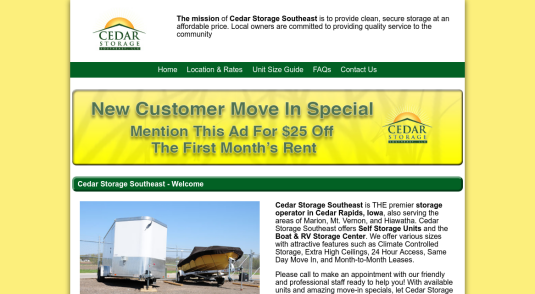 CEDAR
STORAGE
SOUTHEAST, LLC
The mission of Cedar Storage Southeast is to provide clean, secure storage at an
affordable price. Local owners are committed to providing quality service to the
community
Home Location & Rates Unit Size Guide FAQs Contact Us
New Customer Move In Special
Mention This Ad For $25 Off
The First Month's Rent
CEDAR
STORAGE
SOUTHEAST, LLC
Cedar Storage Southeast - Welcome
Cedar Storage Southeast is THE premier storage
operator in Cedar Rapids, Iowa, also serving the
areas of Marion, Mt. Vernon, and Hiawatha. Cedar
Storage Southeast offers Self Storage Units and the
Boat & RV Storage Center. We offer various sizes
with attractive features such as Climate Controlled
Storage, Extra High Ceilings, 24 Hour Access, Same
Day Move In, and Month-to-Month Leases.
Please call to make an appointment with our friendly
and professional staff ready to help you! With available
units and amazing move-in specials, let Cedar Storage